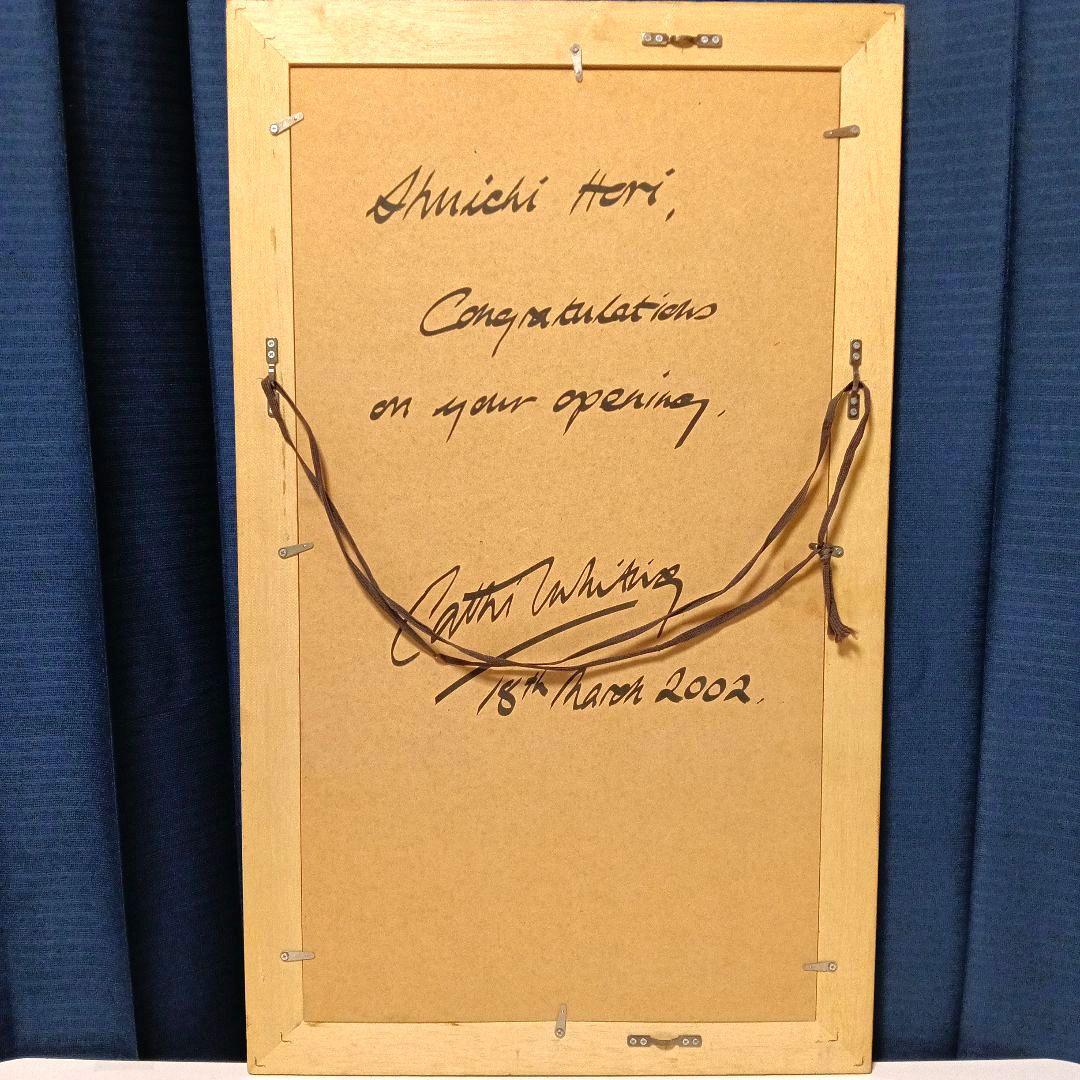 Shuichi Hori,
Congratulations
on your opening.
Cathi Whiting
18th March 2002.